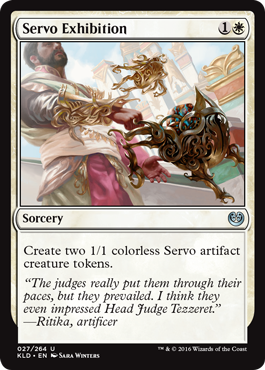 Servo Exhibition 1
Sorcery
Create two 1/1 colorless Servo artifact
creature tokens.
“The judges really put them through their
paces, but they prevailed. I think they
even impressed Head Judge Tezzeret.”
—Ritika, artificer
027/264 U
KLD • EN Sara Winters ™ & © 2016 Wizards of the Coast